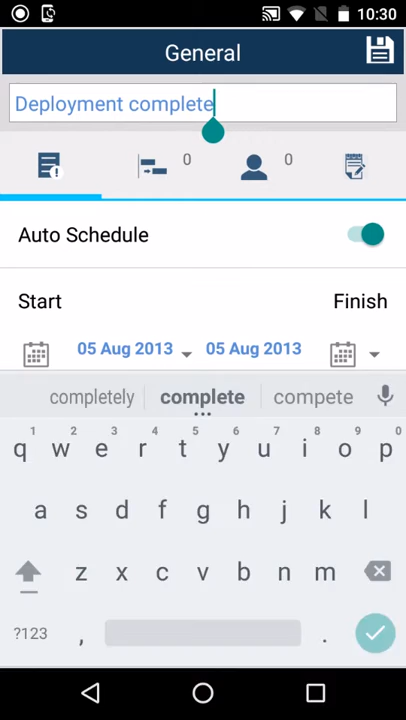 10:30
General
Deployment complete
0 0
Auto Schedule
Start Finish
05 Aug 2013 05 Aug 2013
completely complete compete
1 2 3 4 5 6 7 8 9 0
q w e r t y u i o p
a s d f g h j k l
z x c v b n m
?123 , .